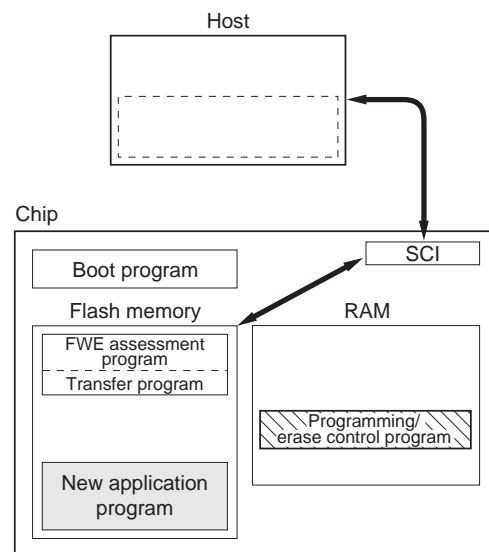 Host
Chip
SCI
Boot program
Flash memory
RAM
FWE assessment
program
Transfer program
Programming/
erase control program
New application
program